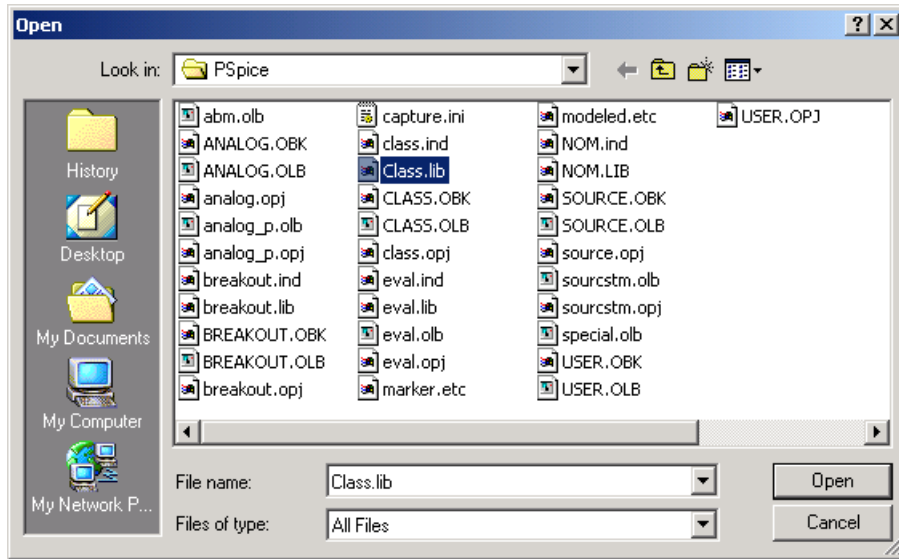 Open
Look in:
PSpice
History
Desktop
My Documents
My Computer
My Network P...
abm.olb
ANALOG.OBK
ANALOG.OLB
analog.opj
analog_p.olb
analog_p.opj
breakout.ind
breakout.lib
BREAKOUT.OBK
BREAKOUT.OLB
breakout.opj
capture.ini
class.ind
Class.lib
CLASS.OBK
CLASS.OLB
class.opj
eval.ind
eval.lib
eval.olb
eval.opj
marker.etc
modeled.etc
NOM.ind
NOM.LIB
SOURCE.OBK
SOURCE.OLB
source.opj
sourcstm.olb
sourcstm.opj
special.olb
USER.OBK
USER.OLB
USER.OPJ
File name:
Class.lib
Open
Files of type:
All Files
Cancel